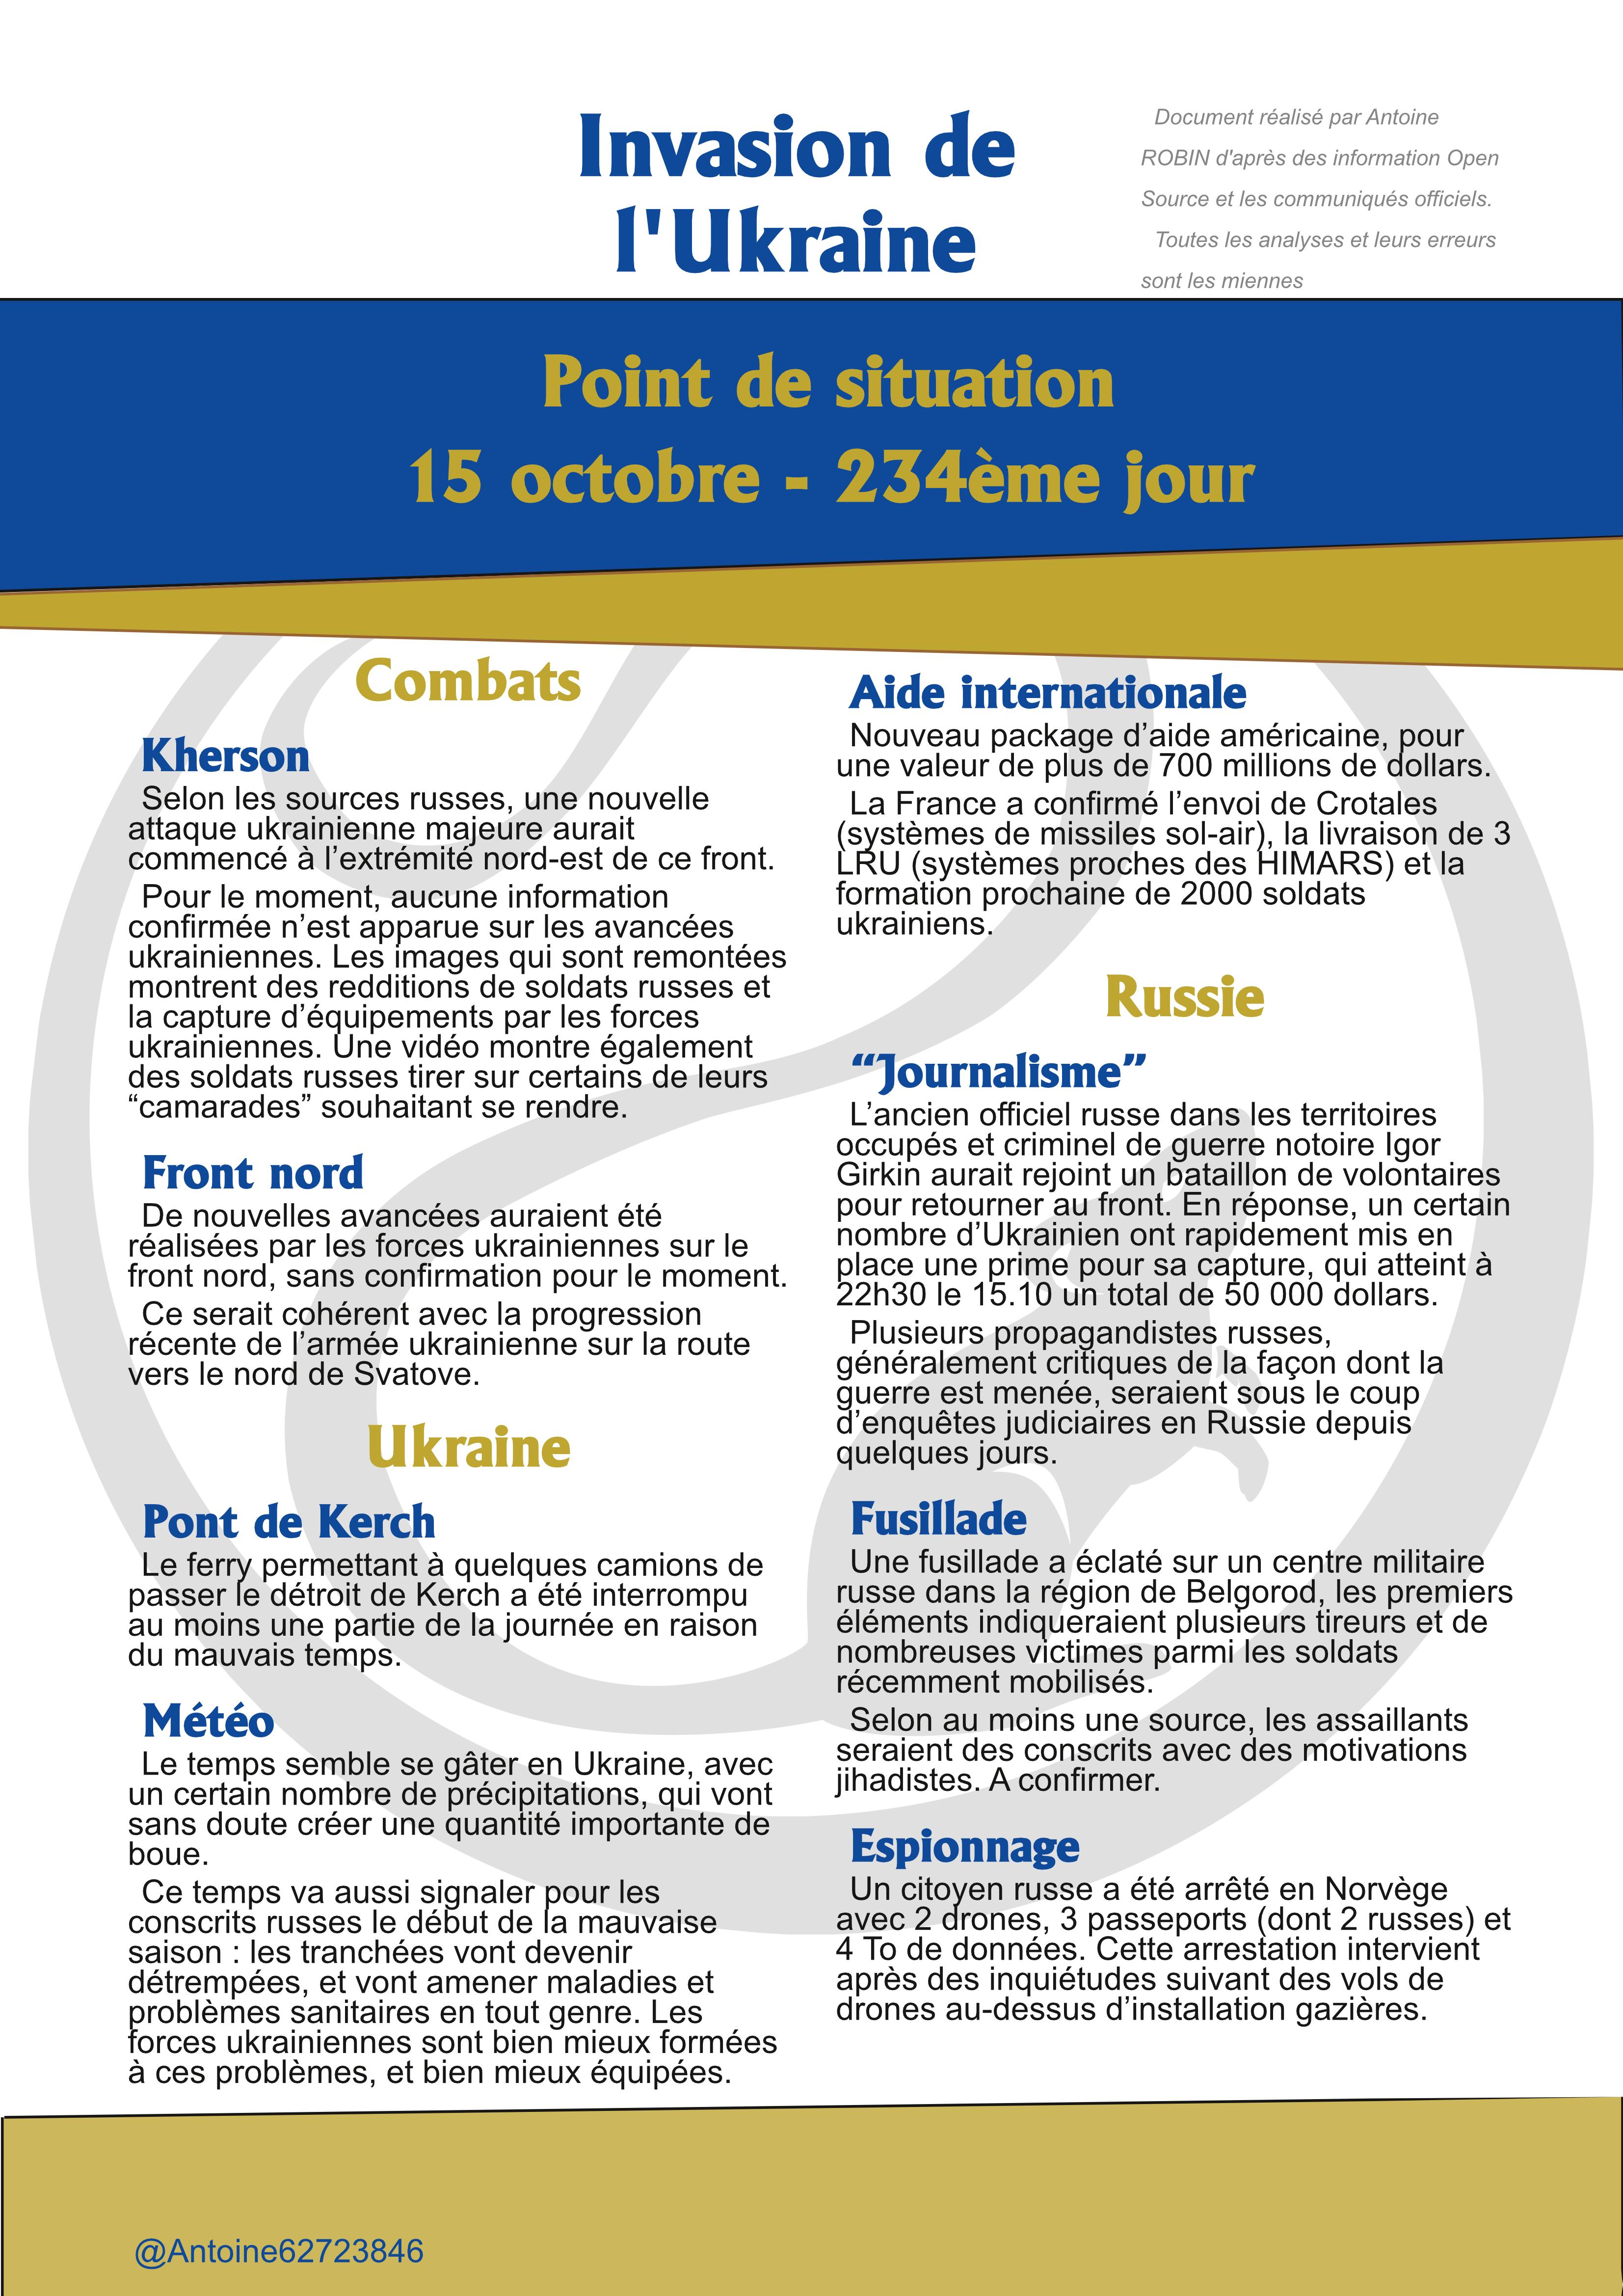 Invasion de
l'Ukraine
Document réalisé par Antoine
ROBIN d'après des information Open
Source et les communiqués officiels.
Toutes les analyses et leurs erreurs
sont les miennes
Point de situation
15 octobre - 234ème jour
Combats
Kherson
Selon les sources russes, une nouvelle
attaque ukrainienne majeure aurait
commencé à l’extrémité nord-est de ce front.
Pour le moment, aucune information
confirmée n’est apparue sur les avancées
ukrainiennes. Les images qui sont remontées
montrent des redditions de soldats russes et
la capture d’équipements par les forces
ukrainiennes. Une vidéo montre également
des soldats russes tirer sur certains de leurs
“camarades” souhaitant se rendre.
Front nord
De nouvelles avancées auraient été
réalisées par les forces ukrainiennes sur le
front nord, sans confirmation pour le moment.
Ce serait cohérent avec la progression
récente de l’armée ukrainienne sur la route
vers le nord de Svatove.
Ukraine
Pont de Kerch
Le ferry permettant à quelques camions de
passer le détroit de Kerch a été interrompu
au moins une partie de la journée en raison
du mauvais temps.
Météo
Le temps semble se gâter en Ukraine, avec
un certain nombre de précipitations, qui vont
sans doute créer une quantité importante de
boue.
Ce temps va aussi signaler pour les
conscrits russes le début de la mauvaise
saison : les tranchées vont devenir
détrempées, et vont amener maladies et
problèmes sanitaires en tout genre. Les
forces ukrainiennes sont bien mieux formées
à ces problèmes, et bien mieux équipées.
Aide internationale
Nouveau package d’aide américaine, pour
une valeur de plus de 700 millions de dollars.
La France a confirmé l’envoi de Crotales
(systèmes de missiles sol-air), la livraison de 3
LRU (systèmes proches des HIMARS) et la
formation prochaine de 2000 soldats
ukrainiens.
Russie
“Journalisme”
L’ancien officiel russe dans les territoires
occupés et criminel de guerre notoire Igor
Girkin aurait rejoint un bataillon de volontaires
pour retourner au front. En réponse, un certain
nombre d’Ukrainien ont rapidement mis en
place une prime pour sa capture, qui atteint à
22h30 le 15.10 un total de 50 000 dollars.
Plusieurs propagandistes russes,
généralement critiques de la façon dont la
guerre est menée, seraient sous le coup
d’enquêtes judiciaires en Russie depuis
quelques jours.
Fusillade
Une fusillade a éclaté sur un centre militaire
russe dans la région de Belgorod, les premiers
éléments indiqueraient plusieurs tireurs et de
nombreuses victimes parmi les soldats
récemment mobilisés.
Selon au moins une source, les assaillants
seraient des conscrits avec des motivations
jihadistes. A confirmer.
Espionnage
Un citoyen russe a été arrêté en Norvège
avec 2 drones, 3 passeports (dont 2 russes) et
4 To de données. Cette arrestation intervient
après des inquiétudes suivant des vols de
drones au-dessus d’installation gazières.
@Antoine62723846